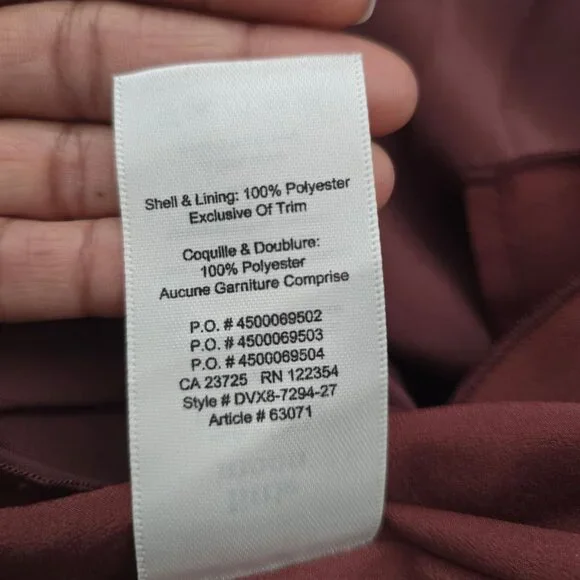 Shell & Lining: 100% Polyester
Exclusive Of Trim
Coquille & Doublure:
100% Polyester
Aucune Garniture Comprise
P.O. # 4500069502
P.O. # 4500069503
P.O. # 4500069504
CA 23725 RN 122354
Style # DVX8-7294-27
Article # 63071